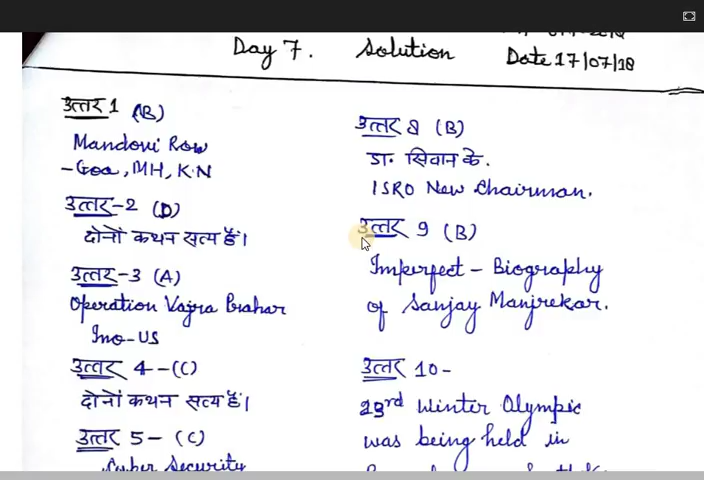 Day 7. Solution
Date 17/07/18
उत्तर 1 (B)
Mandovi Row
-Goa, MH, K.N
उत्तर-2 (D)
दोनों कथन सत्य हैं।
उत्तर-3 (A)
Operation Vajra Prahar
Ino-US
उत्तर 4-(C)
दोनों कथन सत्य हैं।
उत्तर 5- (C)
Cyber Security
उत्तर 8 (B)
डा. सिवान के.
ISRO New Chairman.
उत्तर 9 (B)
Imperfect - Biography
of Sanjay Manjrekar.
उत्तर 10-
23rd Winter Olympic
was being held in